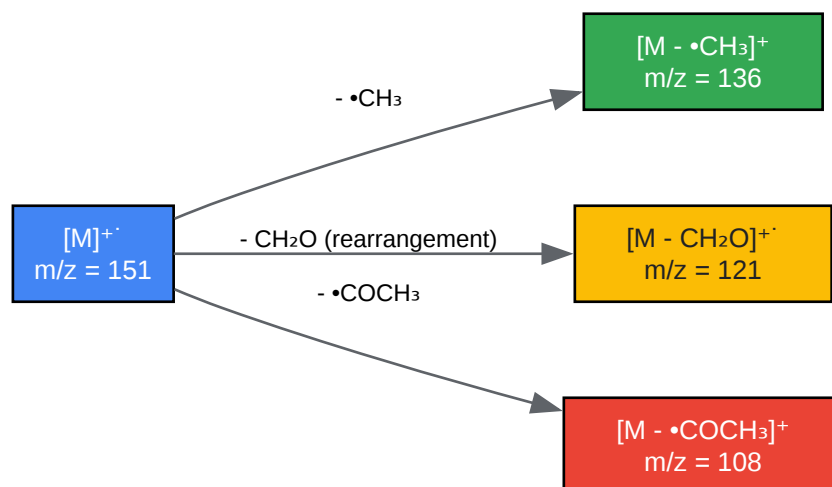 [M - •CH₃]⁺
m/z = 136
- •CH₃
[M]⁺˙
m/z = 151
- CH₂O (rearrangement)
[M - CH₂O]⁺˙
m/z = 121
- •COCH₃
[M - •COCH₃]⁺
m/z = 108